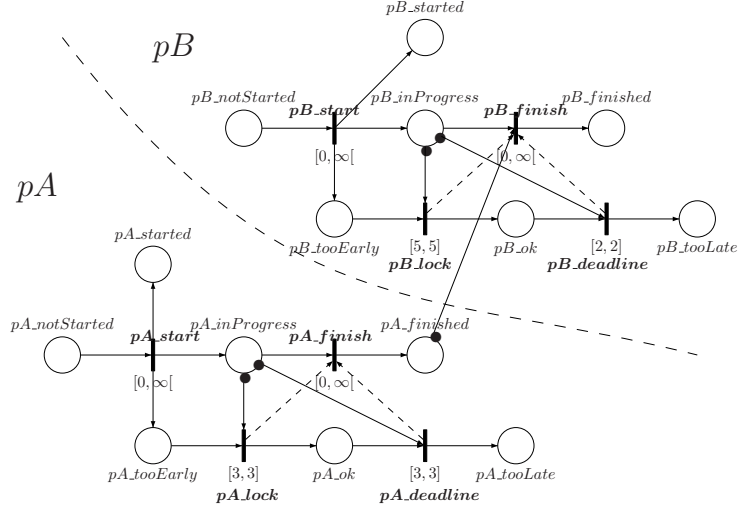 pB_started
pB
pB_notStarted
pB_start
pB_inProgress
pB_finish
pB_finished
[0, ∞[
[0, ∞[
pA
pB_tooEarly
[5, 5]
pB_ok
[2, 2]
pB_tooLate
pB_lock
pB_deadline
pA_started
pA_notStarted
pA_start
pA_inProgress
pA_finish
pA_finished
[0, ∞[
[0, ∞[
pA_tooEarly
[3, 3]
pA_ok
[3, 3]
pA_tooLate
pA_lock
pA_deadline